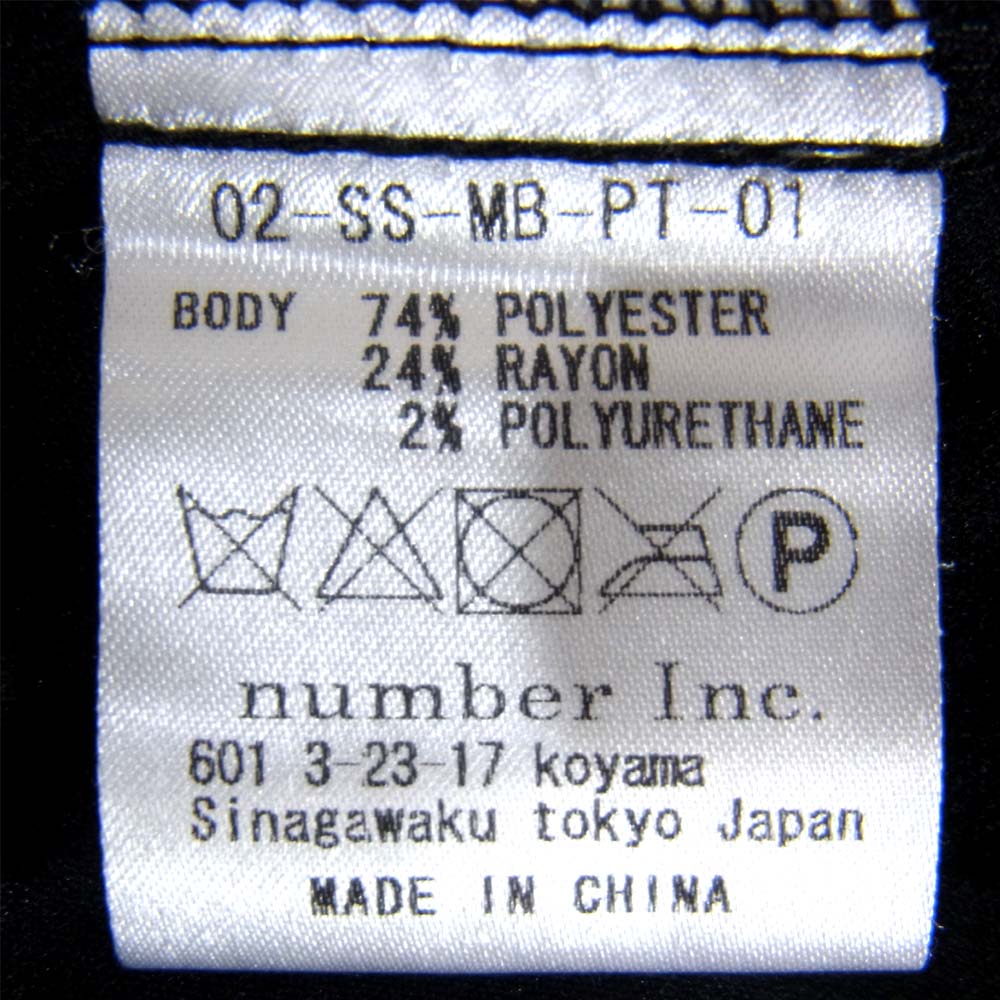 02-SS-MB-PT-01
BODY 74% POLYESTER
24% RAYON
2% POLYURETHANE
P
number Inc.
601 3-23-17 koyama
Sinagawaku tokyo Japan
MADE IN CHINA